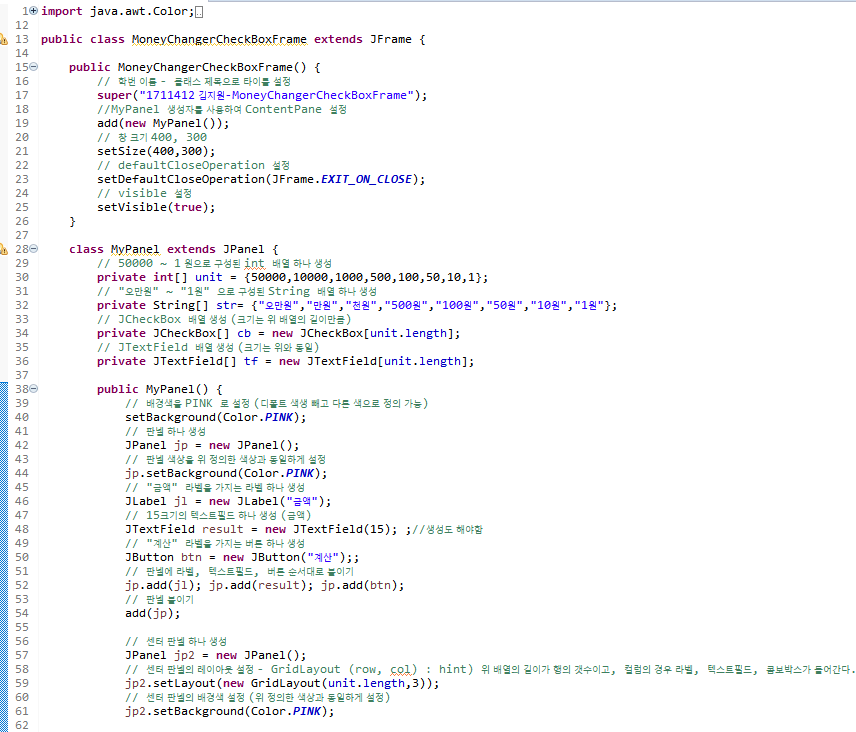 1 import java.awt.Color;
12
13 public class MoneyChangerCheckBoxFrame extends JFrame {
14
15 public MoneyChangerCheckBoxFrame() {
16 // 학번 이름 - 클래스 제목으로 타이틀 설정
17 super("1711412 김지원-MoneyChangerCheckBoxFrame");
18 //MyPanel 생성자를 사용하여 ContentPane 설정
19 add(new MyPanel());
20 // 창 크기 400, 300
21 setSize(400,300);
22 // defaultCloseOperation 설정
23 setDefaultCloseOperation(JFrame.EXIT_ON_CLOSE);
24 // visible 설정
25 setVisible(true);
26 }
27
28 class MyPanel extends JPanel {
29 // 50000 ~ 1 원으로 구성된 int 배열 하나 생성
30 private int[] unit = {50000,10000,1000,500,100,50,10,1};
31 // "오만원" ~ "1원" 으로 구성된 String 배열 하나 생성
32 private String[] str= {"오만원","만원","천원","500원","100원","50원","10원","1원"};
33 // JCheckBox 배열 생성 (크기는 위 배열의 길이만큼)
34 private JCheckBox[] cb = new JCheckBox[unit.length];
35 // JTextField 배열 생성 (크기는 위와 동일)
36 private JTextField[] tf = new JTextField[unit.length];
37
38 public MyPanel() {
39 // 배경색을 PINK 로 설정 (디폴트 색생 빼고 다른 색으로 정의 가능)
40 setBackground(Color.PINK);
41 // 판넬 하나 생성
42 JPanel jp = new JPanel();
43 // 판넬 색상을 위 정의한 색상과 동일하게 설정
44 jp.setBackground(Color.PINK);
45 // "금액" 라벨을 가지는 라벨 하나 생성
46 JLabel jl = new JLabel("금액");
47 // 15크기의 텍스트필드 하나 생성 (금액)
48 JTextField result = new JTextField(15); ;//생성도 해야함
49 // "계산" 라벨을 가지는 버튼 하나 생성
50 JButton btn = new JButton("계산");;
51 // 판넬에 라벨, 텍스트필드, 버튼 순서대로 붙이기
52 jp.add(jl); jp.add(result); jp.add(btn);
53 // 판넬 붙이기
54 add(jp);
55
56 // 센터 판넬 하나 생성
57 JPanel jp2 = new JPanel();
58 // 센터 판넬의 레이아웃 설정 - GridLayout (row, col) : hint) 위 배열의 길이가 행의 갯수이고, 컬럼의 경우 라벨, 텍스트필드, 콤보박스가 들어간다.
59 jp2.setLayout(new GridLayout(unit.length,3));
60 // 센터 판넬의 배경색 설정 (위 정의한 색상과 동일하게 설정)
61 jp2.setBackground(Color.PINK);
62